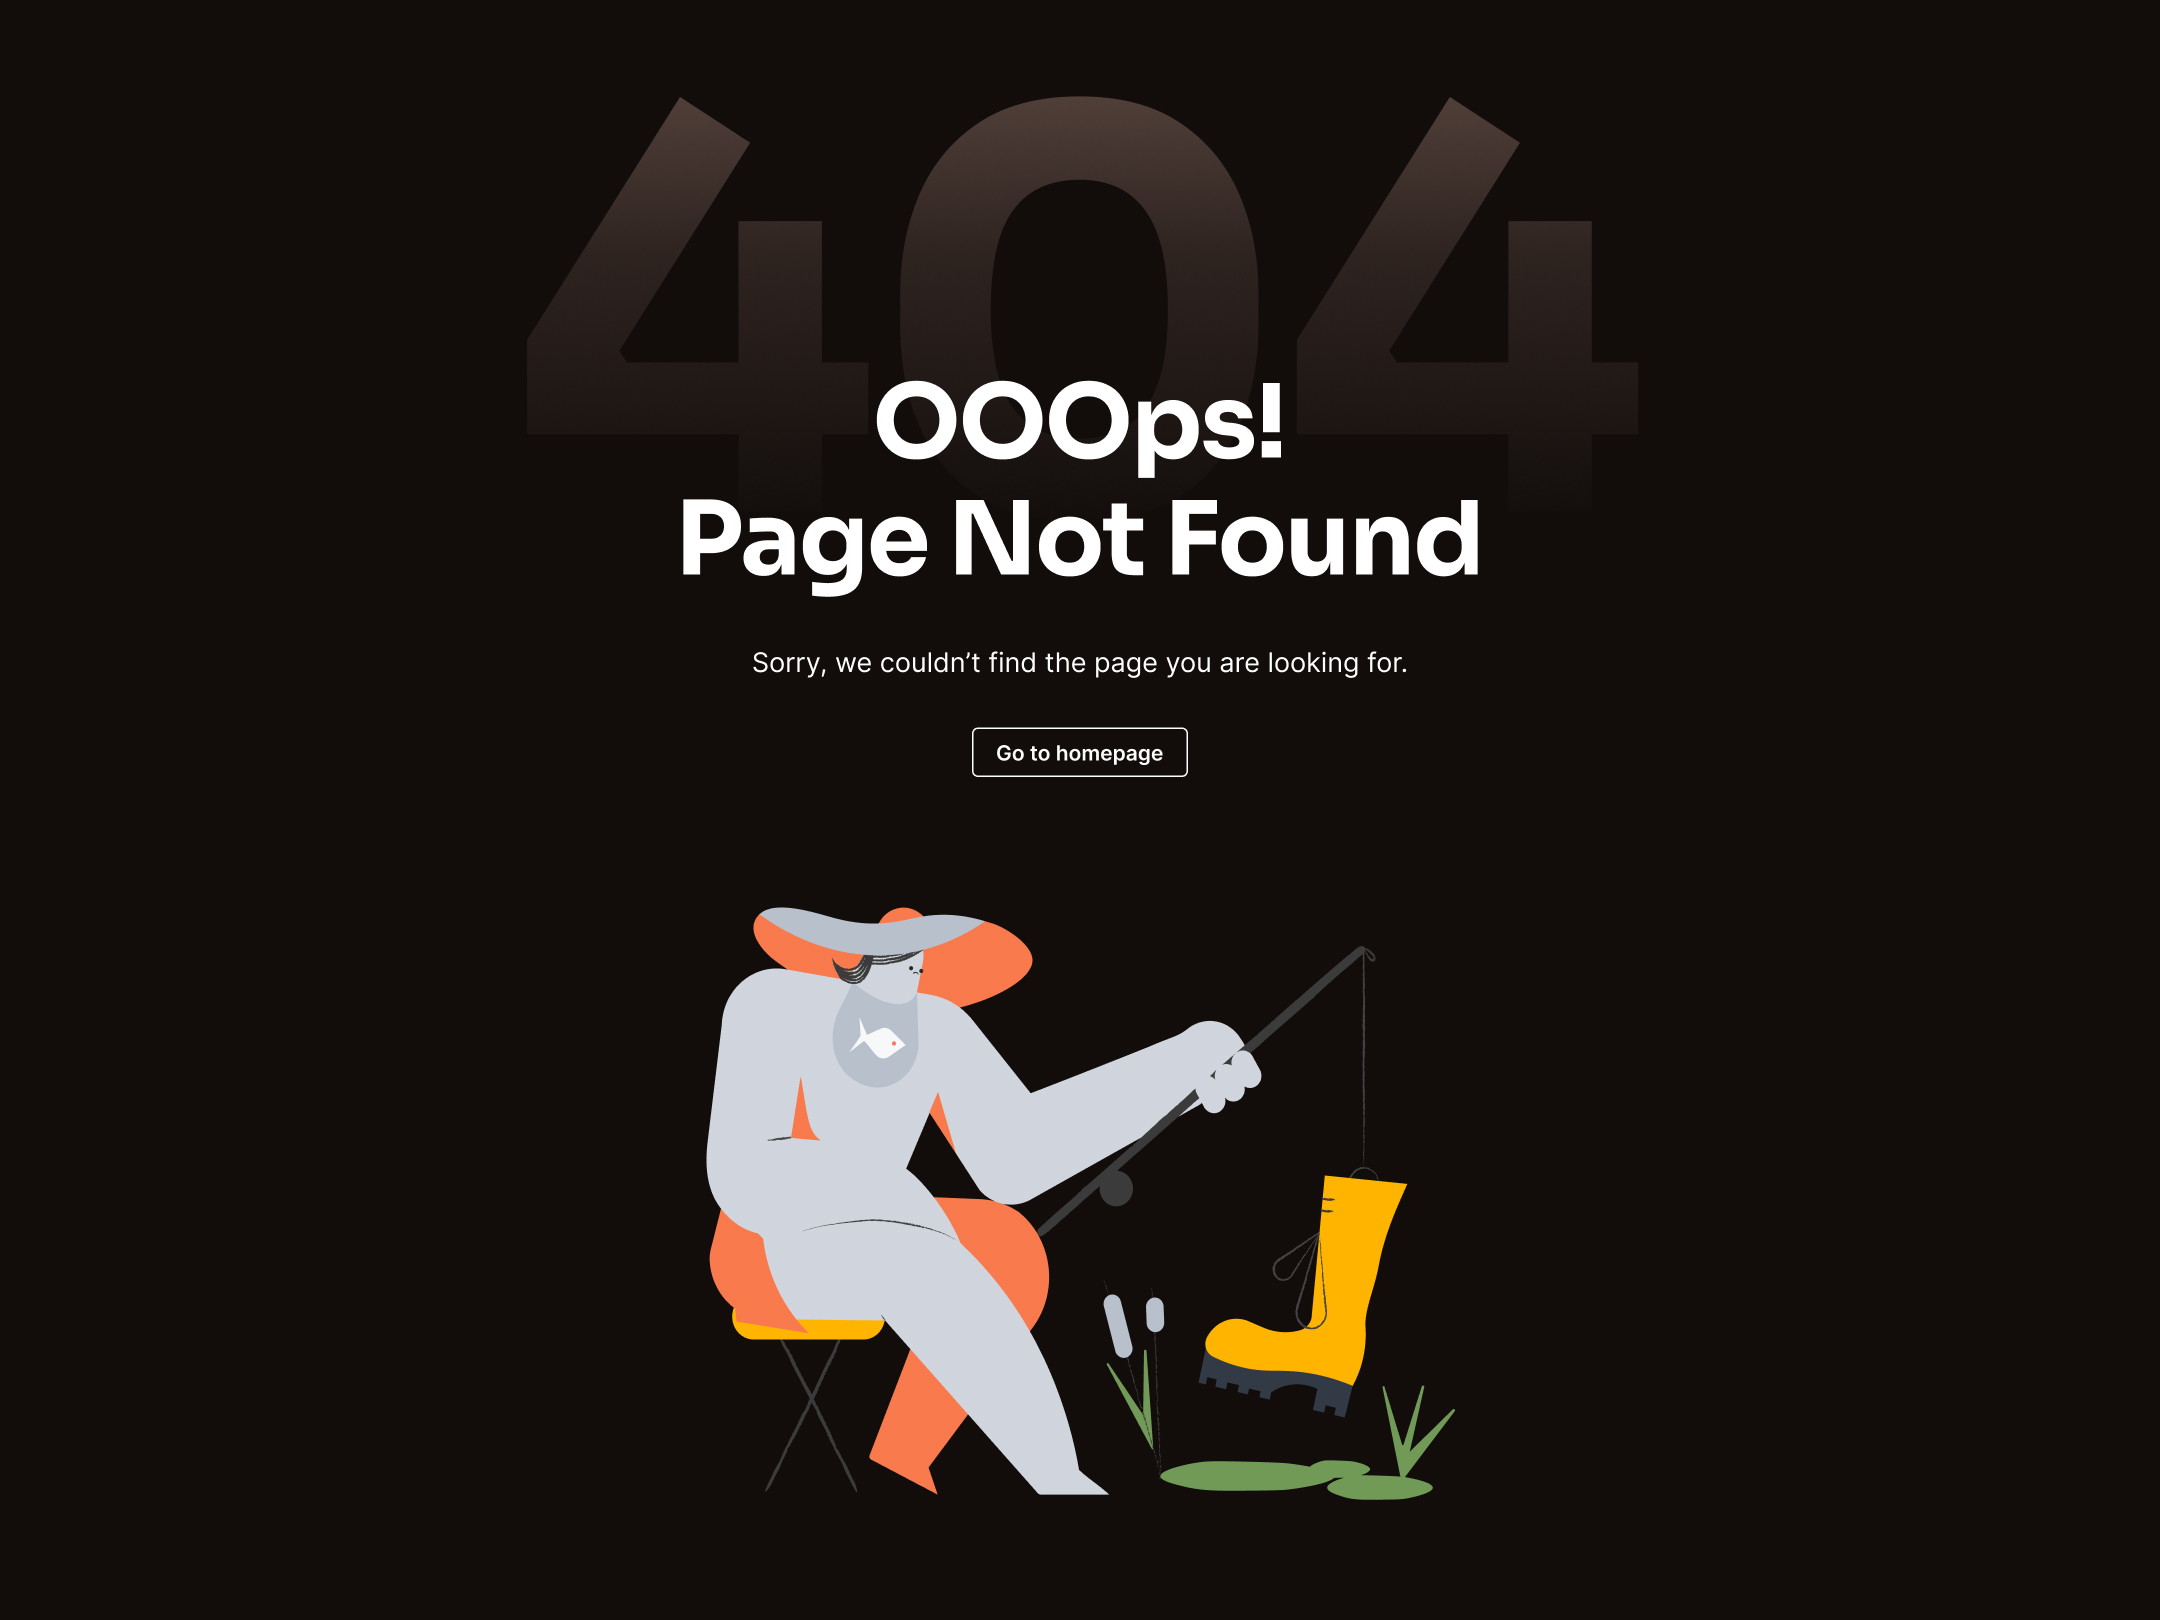 404
OOOps!
Page Not Found
Sorry, we couldn’t find the page you are looking for.
Go to homepage